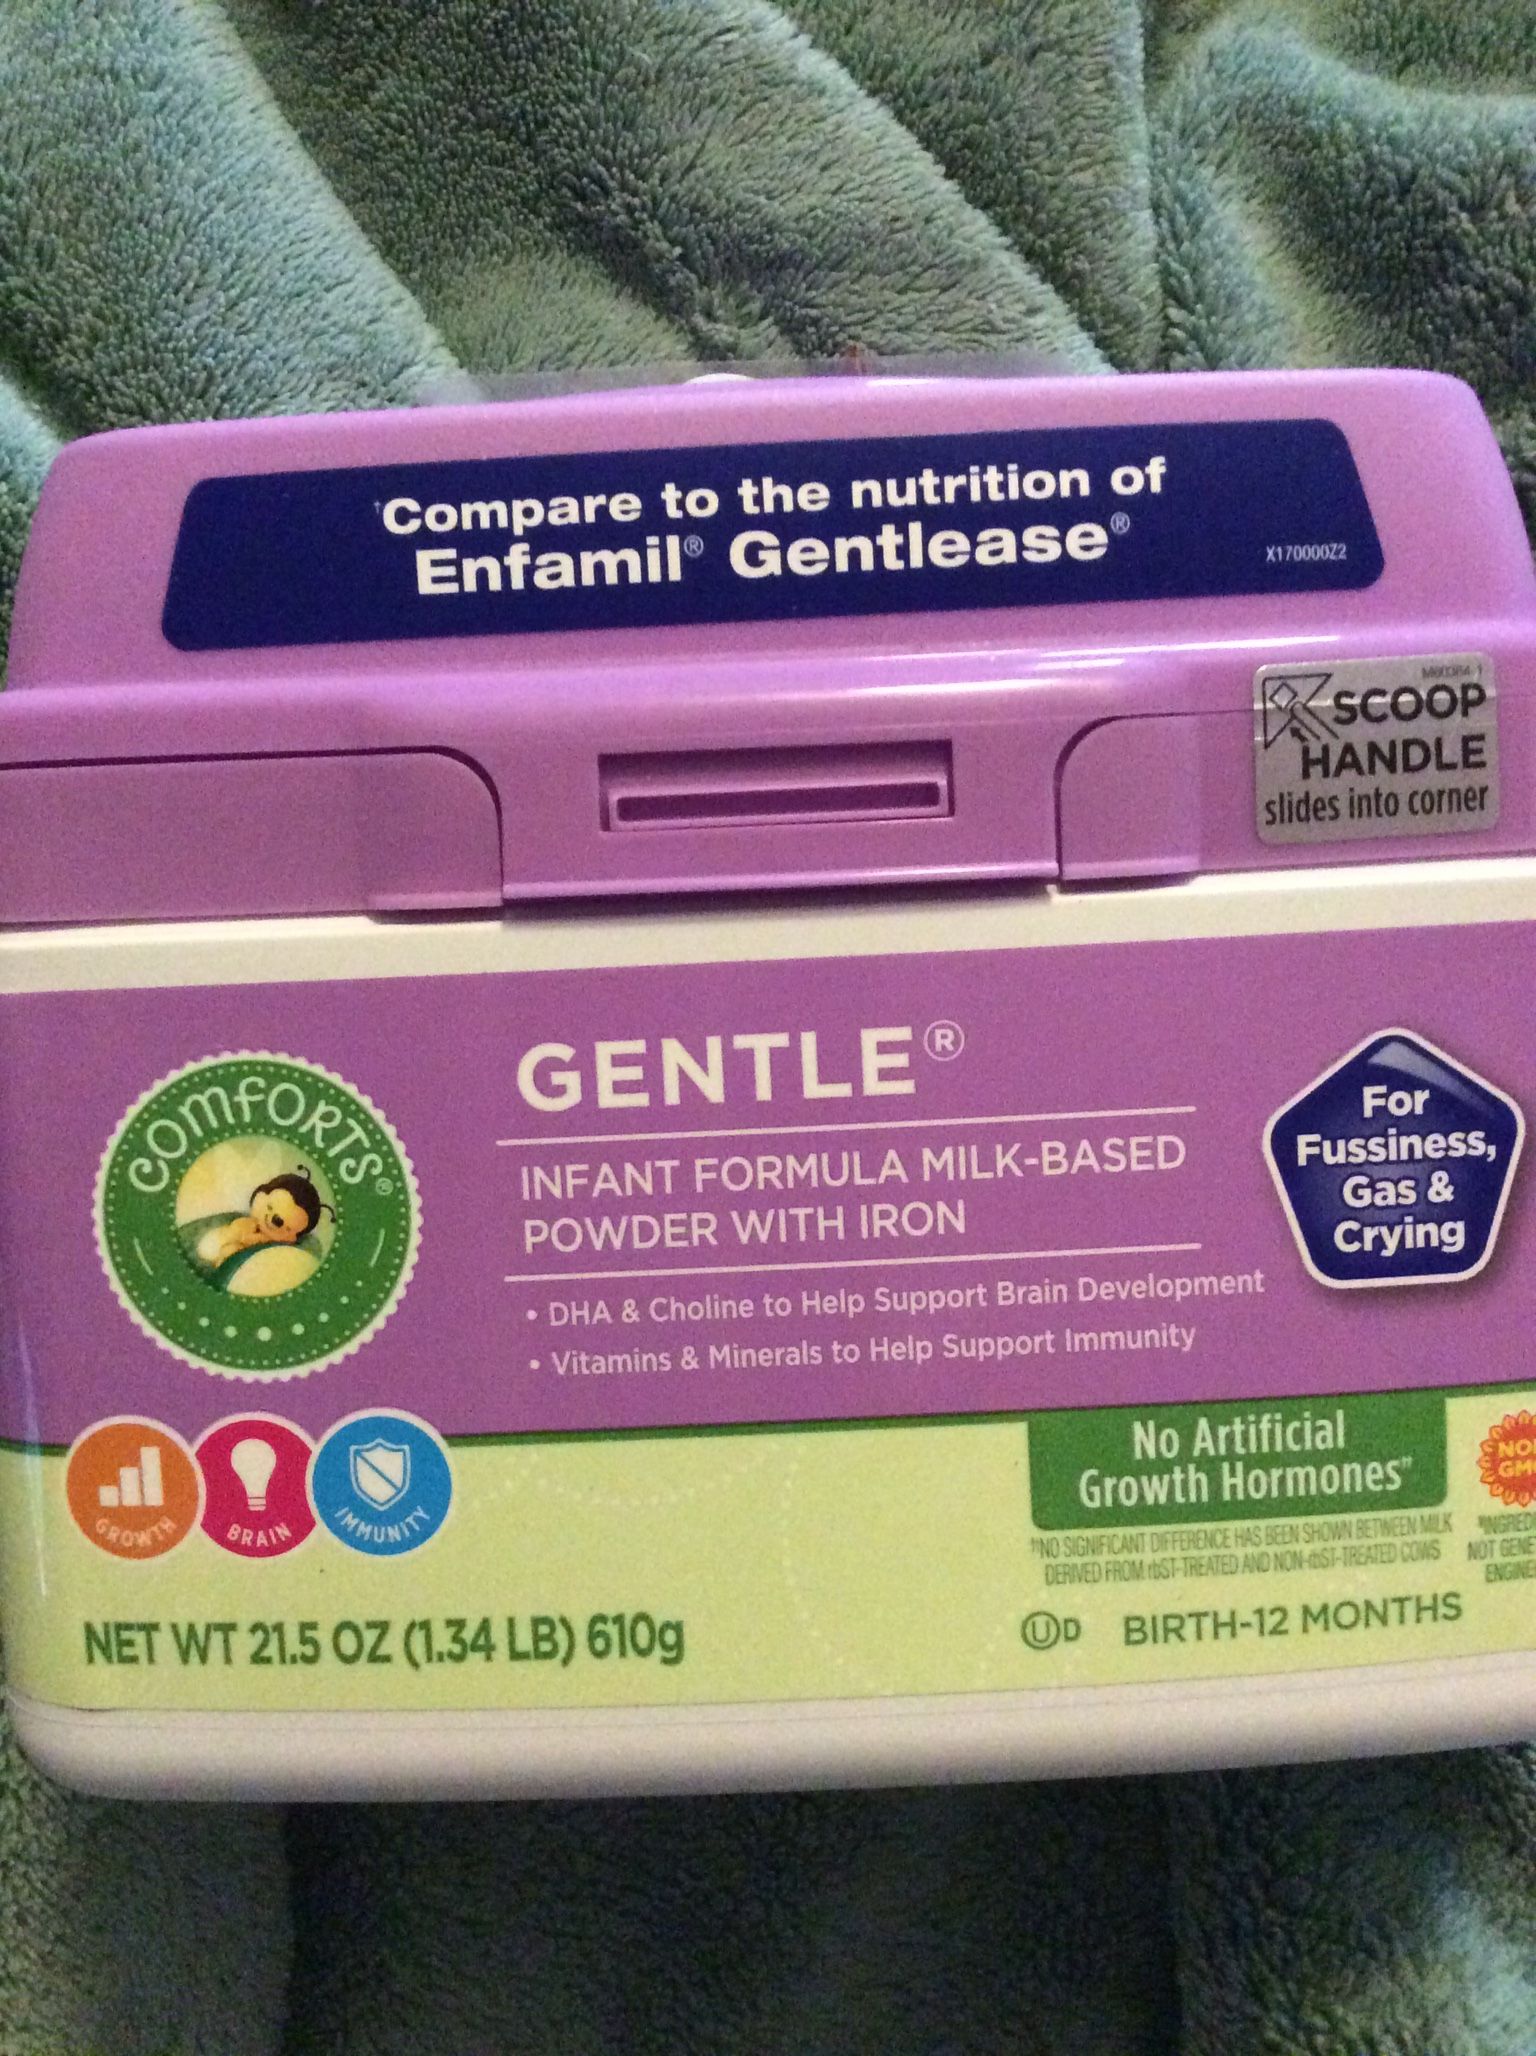 †Compare to the nutrition of
Enfamil® Gentlease®
X170000Z2
SCOOP
HANDLE
slides into corner
COMFORTS®
GENTLE®
INFANT FORMULA MILK-BASED
POWDER WITH IRON
• DHA & Choline to Help Support Brain Development
• Vitamins & Minerals to Help Support Immunity
For
Fussiness,
Gas &
Crying
GROWTH
BRAIN
IMMUNITY
No Artificial
Growth Hormones"
"NO SIGNIFICANT DIFFERENCE HAS BEEN SHOWN BETWEEN MILK
DERIVED FROM rbST-TREATED AND NON-rbST-TREATED COWS
NOT
NET WT 21.5 OZ (1.34 LB) 610g
UD BIRTH-12 MONTHS